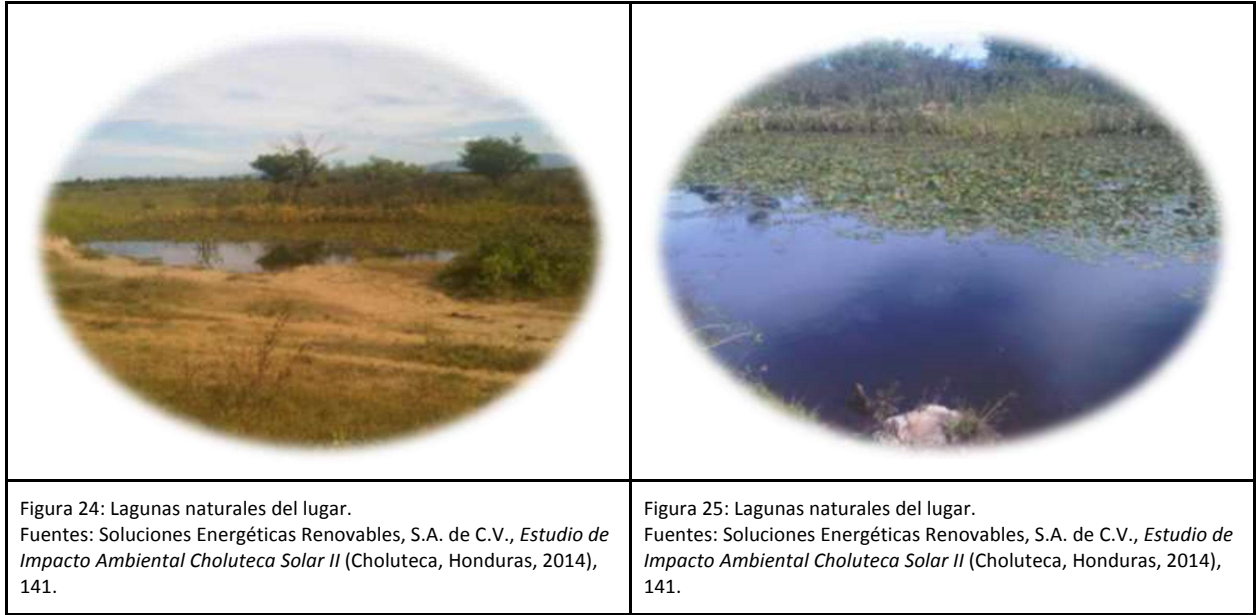 Figura 24: Lagunas naturales del lugar.
Fuentes: Soluciones Energéticas Renovables, S.A. de C.V., Estudio de
Impacto Ambiental Choluteca Solar II (Choluteca, Honduras, 2014),
141.
Figura 25: Lagunas naturales del lugar.
Fuentes: Soluciones Energéticas Renovables, S.A. de C.V., Estudio de
Impacto Ambiental Choluteca Solar II (Choluteca, Honduras, 2014),
141.